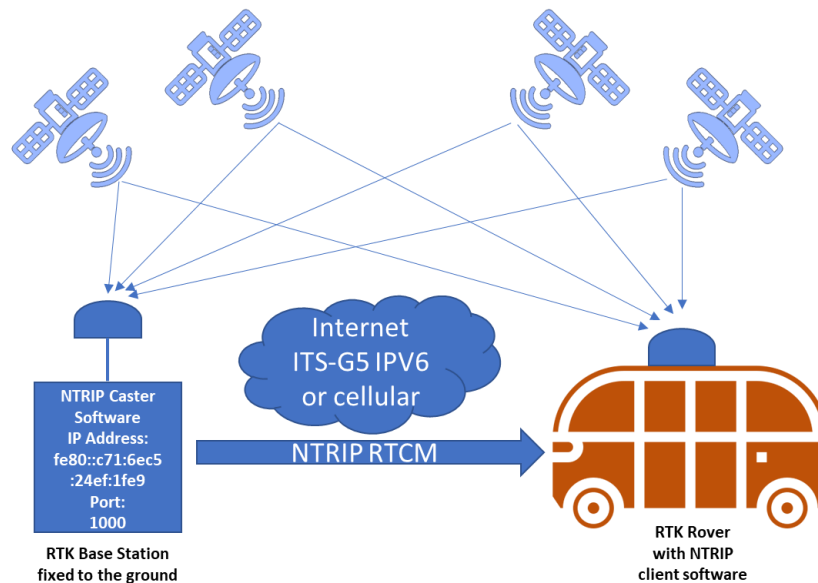 Internet
ITS-G5 IPV6
or cellular
NTRIP Caster
Software
IP Address:
fe80::c71:6ec5
:24ef:1fe9
Port:
1000
NTRIP RTCM
RTK Base Station
fixed to the ground
RTK Rover
with NTRIP
client software